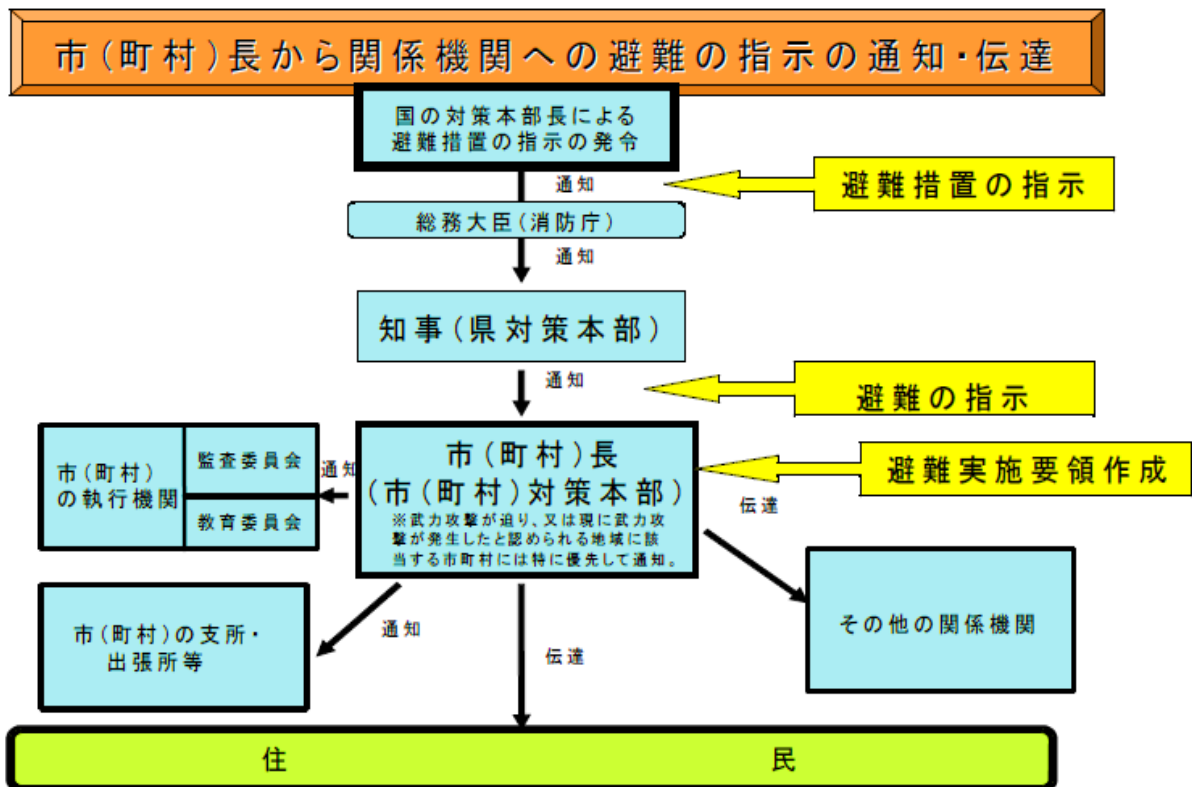 市(町村)長から関係機関への避難の指示の通知・伝達
国の対策本部長による
避難措置の指示の発令
通知
避難措置の指示
総務大臣(消防庁)
通知
知事(県対策本部)
通知
避難の指示
市(町村)
の執行機関
監査委員会
教育委員会
通知
市(町村)長
(市(町村)対策本部)
※武力攻撃が迫り、又は現に武力攻
撃が発生したと認められる地域に該
当する市町村には特に優先して通知。
避難実施要領作成
伝達
市(町村)の支所・
出張所等
通知
伝達
その他の関係機関
住民